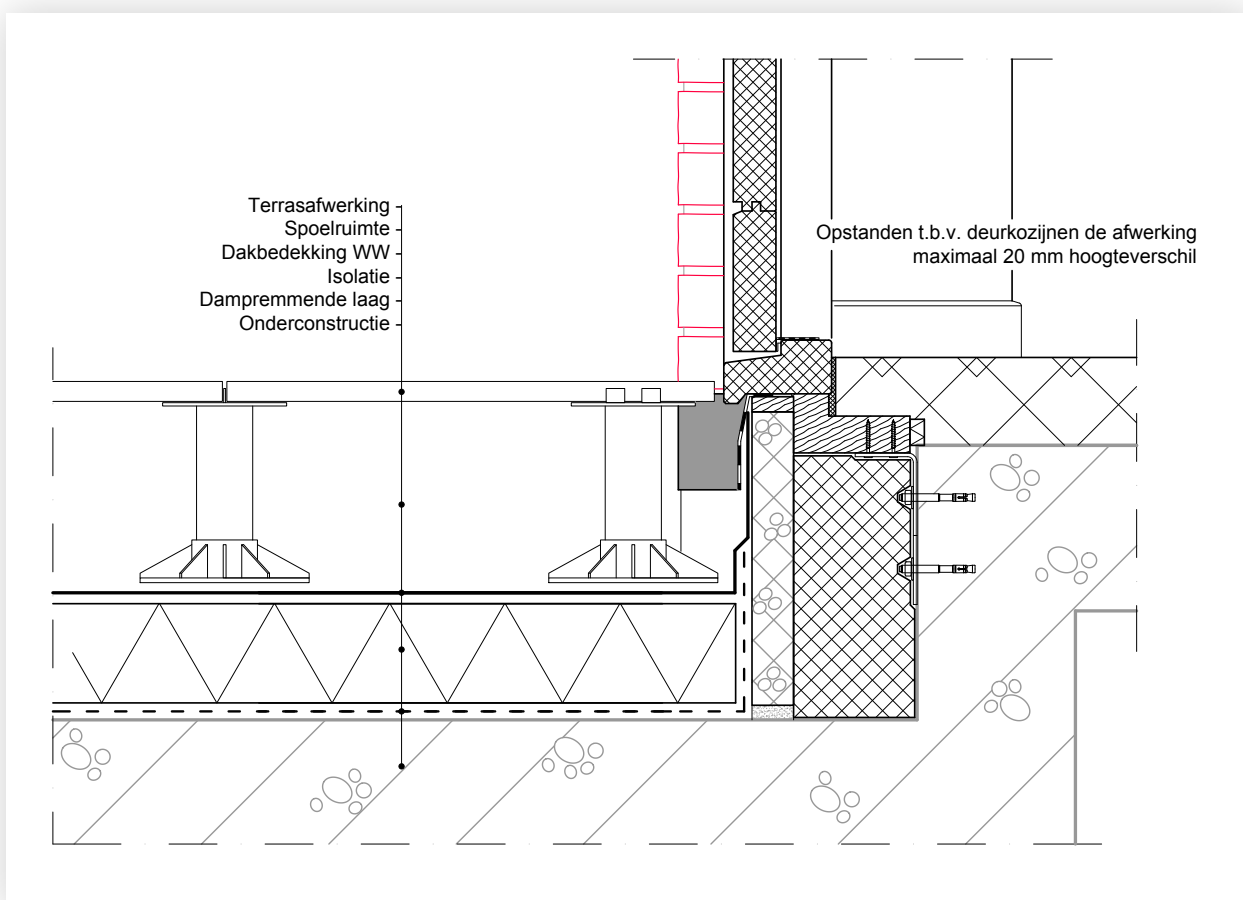 Terrasafwerking
Spoelruimte
Dakbedekking WW
Isolatie
Dampremmende laag
Onderconstructie
Opstanden t.b.v. deurkozijnen de afwerking
maximaal 20 mm hoogteverschil